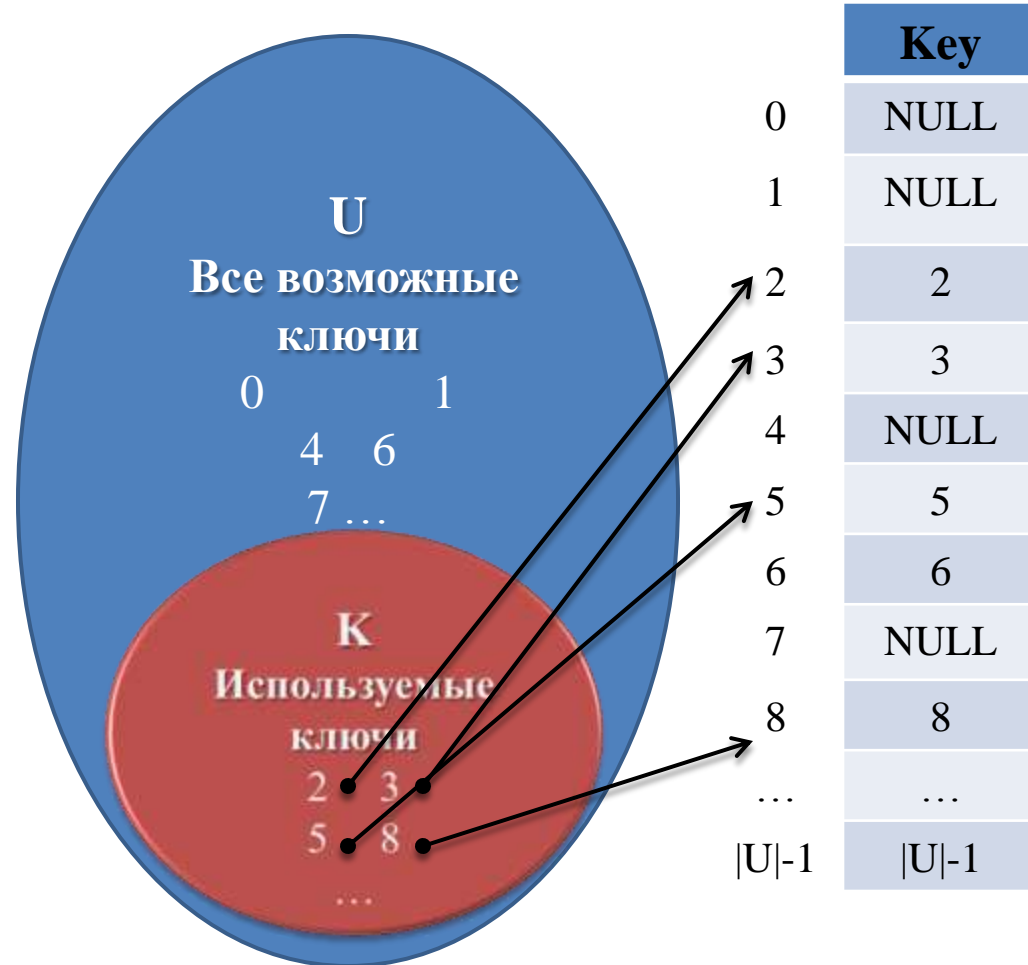 U
Все возможные
ключи
0 1
4 6
7 ...
K
Используемые
ключи
2 3
5 8
...
Key
0 NULL
1 NULL
2 2
3 3
4 NULL
5 5
6 6
7 NULL
8 8
... ...
|U|-1 |U|-1